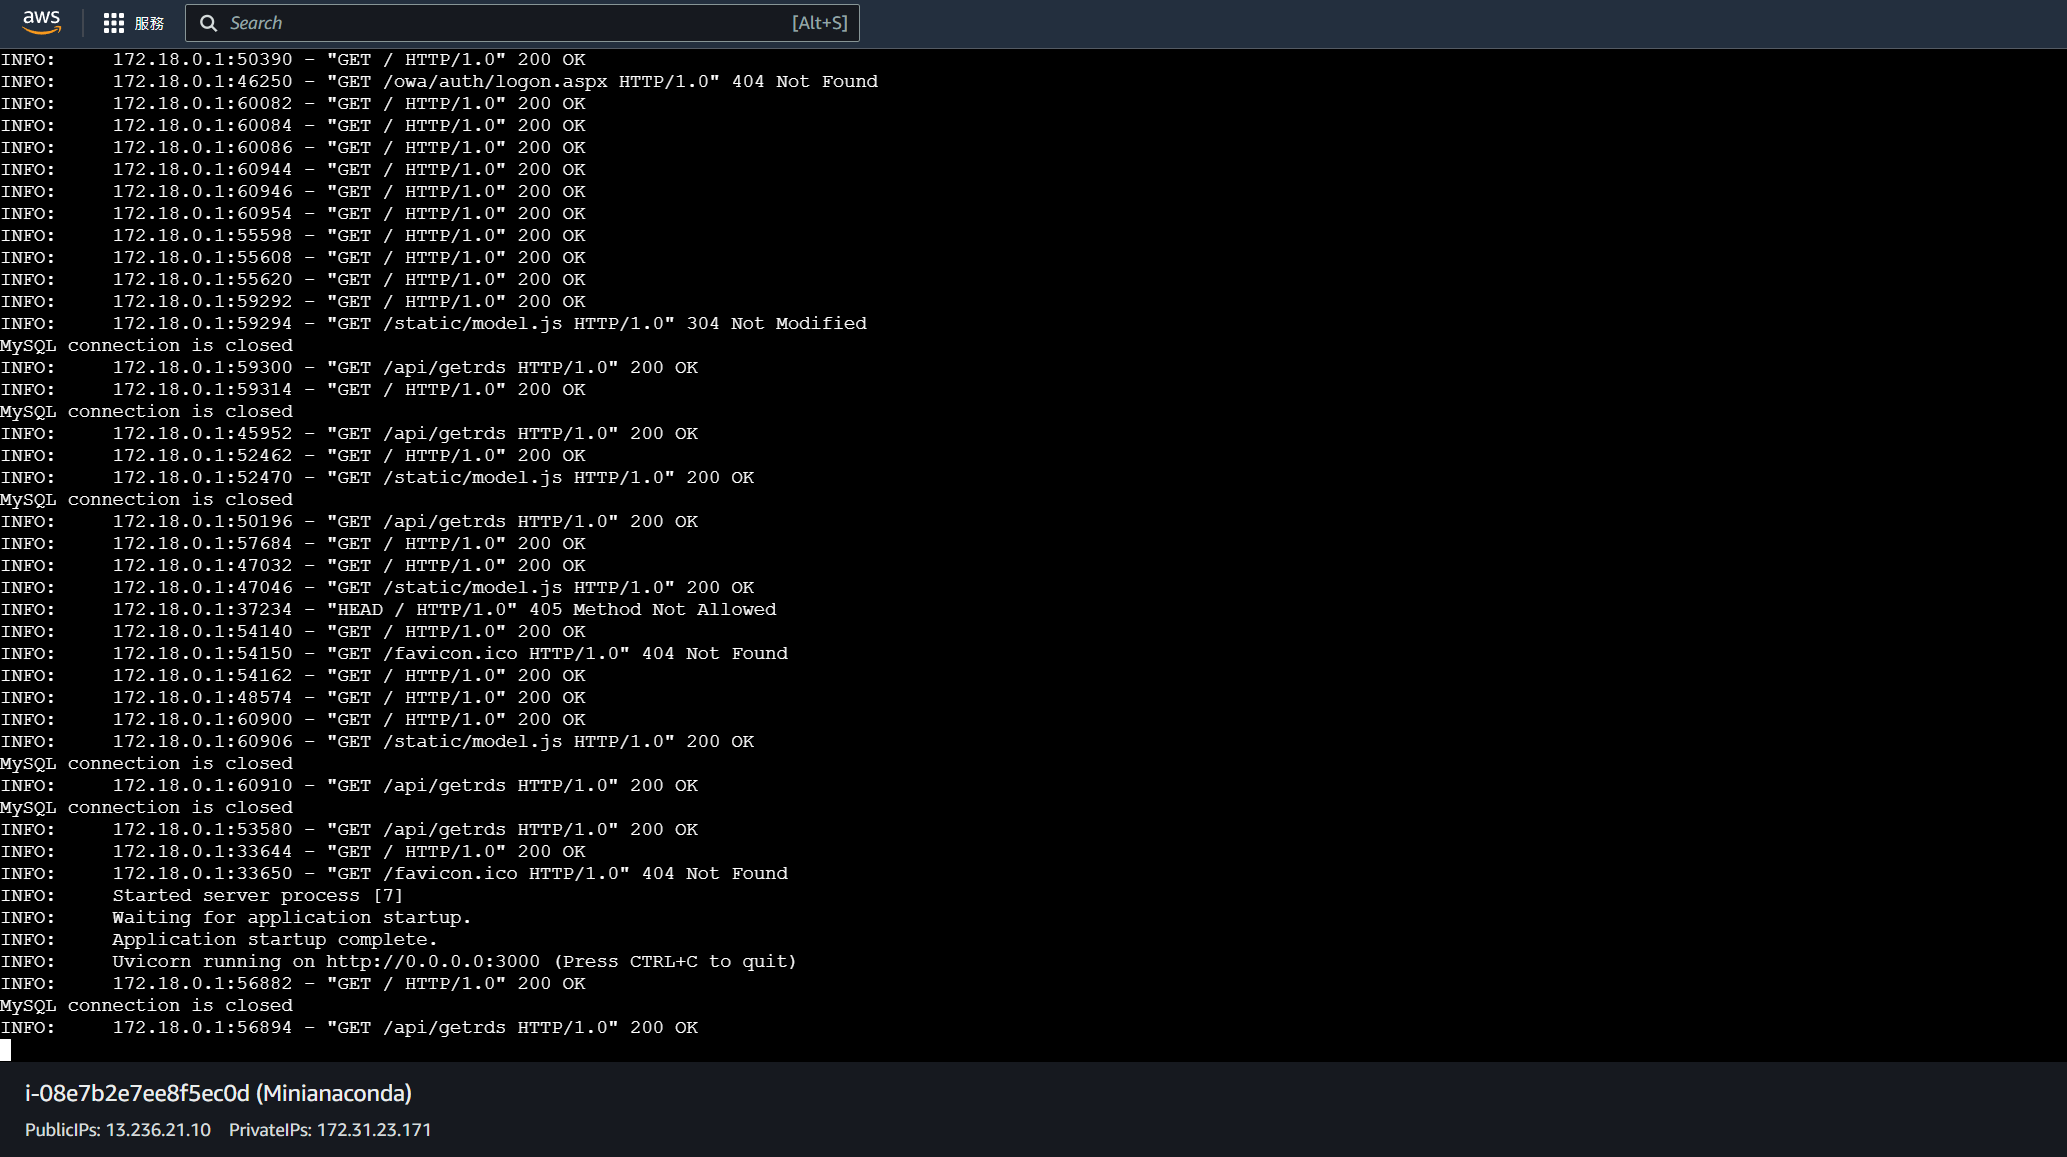 aws
服務
Search
[Alt+S]
INFO:     172.18.0.1:50390 - "GET / HTTP/1.0" 200 OK
INFO:     172.18.0.1:46250 - "GET /owa/auth/logon.aspx HTTP/1.0" 404 Not Found
INFO:     172.18.0.1:60082 - "GET / HTTP/1.0" 200 OK
INFO:     172.18.0.1:60084 - "GET / HTTP/1.0" 200 OK
INFO:     172.18.0.1:60086 - "GET / HTTP/1.0" 200 OK
INFO:     172.18.0.1:60944 - "GET / HTTP/1.0" 200 OK
INFO:     172.18.0.1:60946 - "GET / HTTP/1.0" 200 OK
INFO:     172.18.0.1:60954 - "GET / HTTP/1.0" 200 OK
INFO:     172.18.0.1:55598 - "GET / HTTP/1.0" 200 OK
INFO:     172.18.0.1:55608 - "GET / HTTP/1.0" 200 OK
INFO:     172.18.0.1:55620 - "GET / HTTP/1.0" 200 OK
INFO:     172.18.0.1:59292 - "GET / HTTP/1.0" 200 OK
INFO:     172.18.0.1:59294 - "GET /static/model.js HTTP/1.0" 304 Not Modified
MySQL connection is closed
INFO:     172.18.0.1:59300 - "GET /api/getrds HTTP/1.0" 200 OK
INFO:     172.18.0.1:59314 - "GET / HTTP/1.0" 200 OK
MySQL connection is closed
INFO:     172.18.0.1:45952 - "GET /api/getrds HTTP/1.0" 200 OK
INFO:     172.18.0.1:52462 - "GET / HTTP/1.0" 200 OK
INFO:     172.18.0.1:52470 - "GET /static/model.js HTTP/1.0" 200 OK
MySQL connection is closed
INFO:     172.18.0.1:50196 - "GET /api/getrds HTTP/1.0" 200 OK
INFO:     172.18.0.1:57684 - "GET / HTTP/1.0" 200 OK
INFO:     172.18.0.1:47032 - "GET / HTTP/1.0" 200 OK
INFO:     172.18.0.1:47046 - "GET /static/model.js HTTP/1.0" 200 OK
INFO:     172.18.0.1:37234 - "HEAD / HTTP/1.0" 405 Method Not Allowed
INFO:     172.18.0.1:54140 - "GET / HTTP/1.0" 200 OK
INFO:     172.18.0.1:54150 - "GET /favicon.ico HTTP/1.0" 404 Not Found
INFO:     172.18.0.1:54162 - "GET / HTTP/1.0" 200 OK
INFO:     172.18.0.1:48574 - "GET / HTTP/1.0" 200 OK
INFO:     172.18.0.1:60900 - "GET / HTTP/1.0" 200 OK
INFO:     172.18.0.1:60906 - "GET /static/model.js HTTP/1.0" 200 OK
MySQL connection is closed
INFO:     172.18.0.1:60910 - "GET /api/getrds HTTP/1.0" 200 OK
MySQL connection is closed
INFO:     172.18.0.1:53580 - "GET /api/getrds HTTP/1.0" 200 OK
INFO:     172.18.0.1:33644 - "GET / HTTP/1.0" 200 OK
INFO:     172.18.0.1:33650 - "GET /favicon.ico HTTP/1.0" 404 Not Found
INFO:     Started server process [7]
INFO:     Waiting for application startup.
INFO:     Application startup complete.
INFO:     Uvicorn running on http://0.0.0.0:3000 (Press CTRL+C to quit)
INFO:     172.18.0.1:56882 - "GET / HTTP/1.0" 200 OK
MySQL connection is closed
INFO:     172.18.0.1:56894 - "GET /api/getrds HTTP/1.0" 200 OK
i-08e7b2e7ee8f5ec0d (Minianaconda)
PublicIPs: 13.236.21.10    PrivateIPs: 172.31.23.171